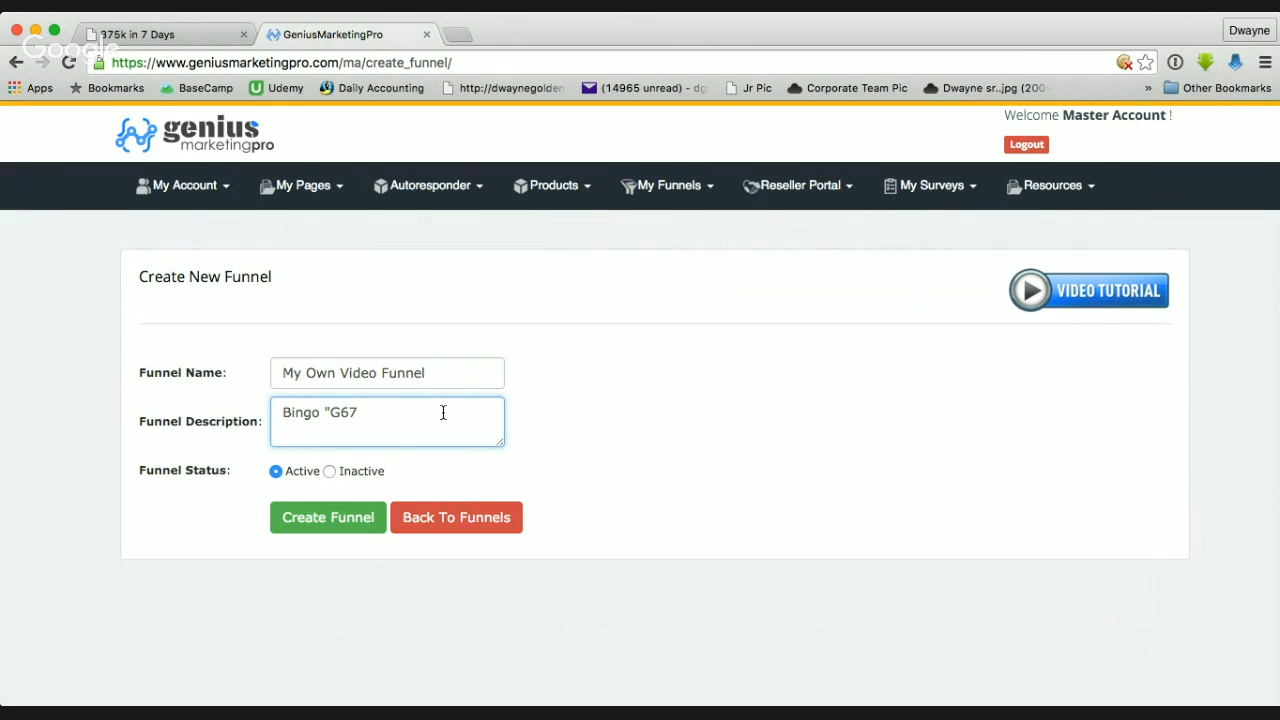 375k in 7 Days
GeniusMarketingPro
Dwayne
Google
https://www.geniusmarketingpro.com/ma/create_funnel/
Apps Bookmarks BaseCamp Udemy Daily Accounting http://dwaynegolden (14965 unread) - dg Jr Pic Corporate Team Pic Dwayne sr..jpg (200 » Other Bookmarks
genius
marketingpro
Welcome Master Account !
Logout
My Account My Pages Autoresponder Products My Funnels Reseller Portal My Surveys Resources
Create New Funnel
VIDEO TUTORIAL
Funnel Name: My Own Video Funnel
Funnel Description: Bingo "G67
Funnel Status: Active Inactive
Create Funnel Back To Funnels